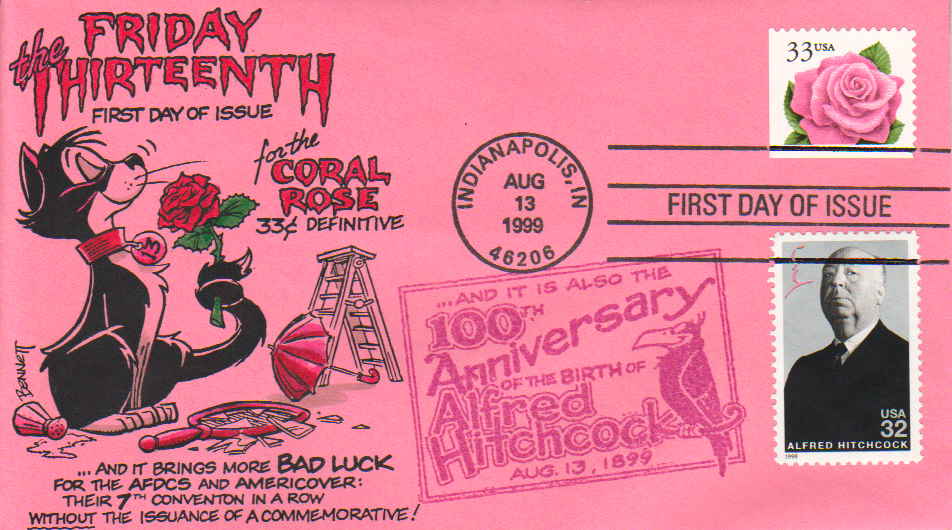 the FRIDAY
THIRTEENTH
FIRST DAY OF ISSUE
for the
CORAL
ROSE
33¢ DEFINITIVE
BENNETT
...AND IT BRINGS MORE BAD LUCK
FOR THE AFDCS AND AMERICOVER:
THEIR 7TH CONVENTON IN A ROW
WITHOUT THE ISSUANCE OF A COMMEMORATIVE!
INDIANAPOLIS, IN
AUG
13
1999
46206
FIRST DAY OF ISSUE
33 USA
...AND IT IS ALSO THE
100TH
Anniversary
OF THE BIRTH OF
Alfred
Hitchcock
AUG. 13, 1899
USA
32
ALFRED HITCHCOCK
1998